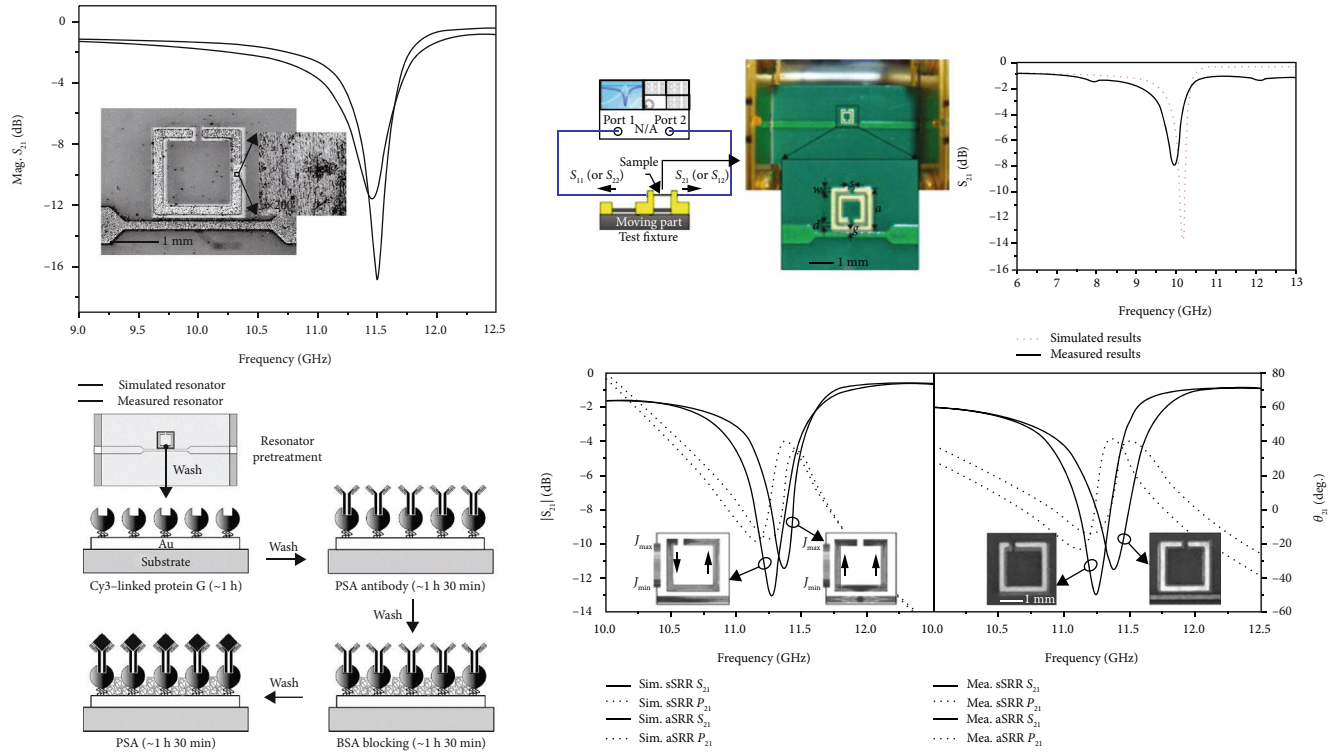 0
–4
–8
–12
–16
Mag. S21 (dB)
1 mm
9.0 9.5 10.0 10.5 11.0 11.5 12.0 12.5
Frequency (GHz)
Simulated resonator
Measured resonator
Port 1 Port 2
N/A
Sample
S11 (or S22) S21 (or S12)
Moving part
Test fixture
w s
a
d g
1 mm
0
–2
–4
–6
–8
–10
–12
–14
–16
S21 (dB)
6 7 8 9 10 11 12 13
Frequency (GHz)
Simulated results
Measured results
Resonator
pretreatment
Wash
Au
Substrate
Cy3–linked protein G (~1 h)
Wash
PSA antibody (~1 h 30 min)
Wash
BSA blocking (~1 h 30 min)
Wash
PSA (~1 h 30 min)
0
–2
–4
–6
–8
–10
–12
–14
|S21| (dB)
Jmax
Jmin
Jmax
Jmin
10.0 10.5 11.0 11.5 12.0 10.0 10.5 11.0 11.5 12.0 12.5
Frequency (GHz) Frequency (GHz)
1 mm
80
60
40
20
0
–20
–40
–60
θ21 (deg.)
Sim. sSRR S21
Sim. sSRR P21
Sim. aSRR S21
Sim. aSRR P21
Mea. sSRR S21
Mea. sSRR P21
Mea. aSRR S21
Mea. aSRR P21